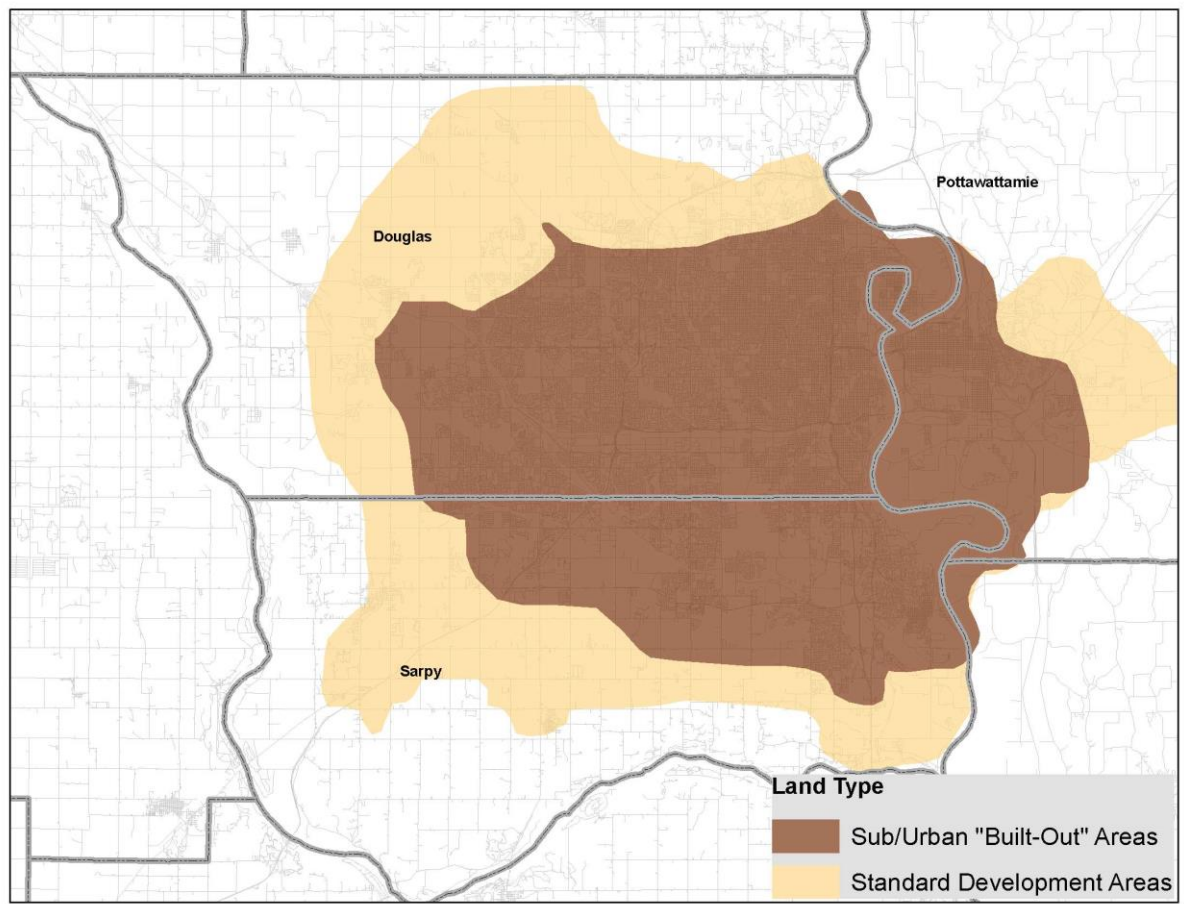 Pottawattamie
Douglas
Sarpy
Land Type
Sub/Urban "Built-Out" Areas
Standard Development Areas